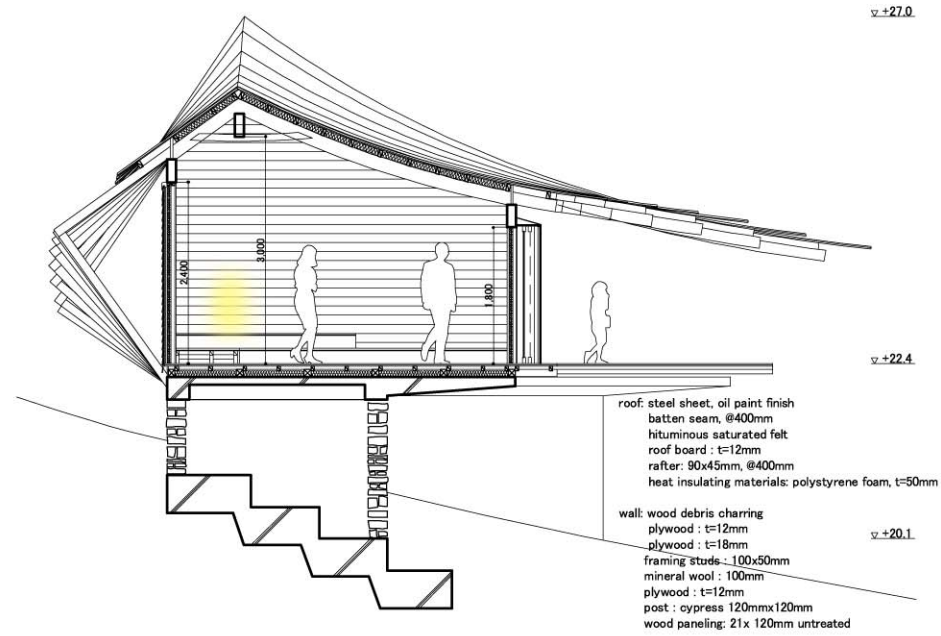 ▽ +27.0
2,400
3,000
1,800
▽ +22.4
roof: steel sheet, oil paint finish
batten seam, @400mm
hituminous saturated felt
roof board : t=12mm
rafter: 90x45mm, @400mm
heat insulating materials: polystyrene foam, t=50mm
wall: wood debris charring
plywood : t=12mm
plywood : t=18mm
▽ +20.1
framing studs : 100x50mm
mineral wool : 100mm
plywood : t=12mm
post : cypress 120mmx120mm
wood paneling: 21x 120mm untreated